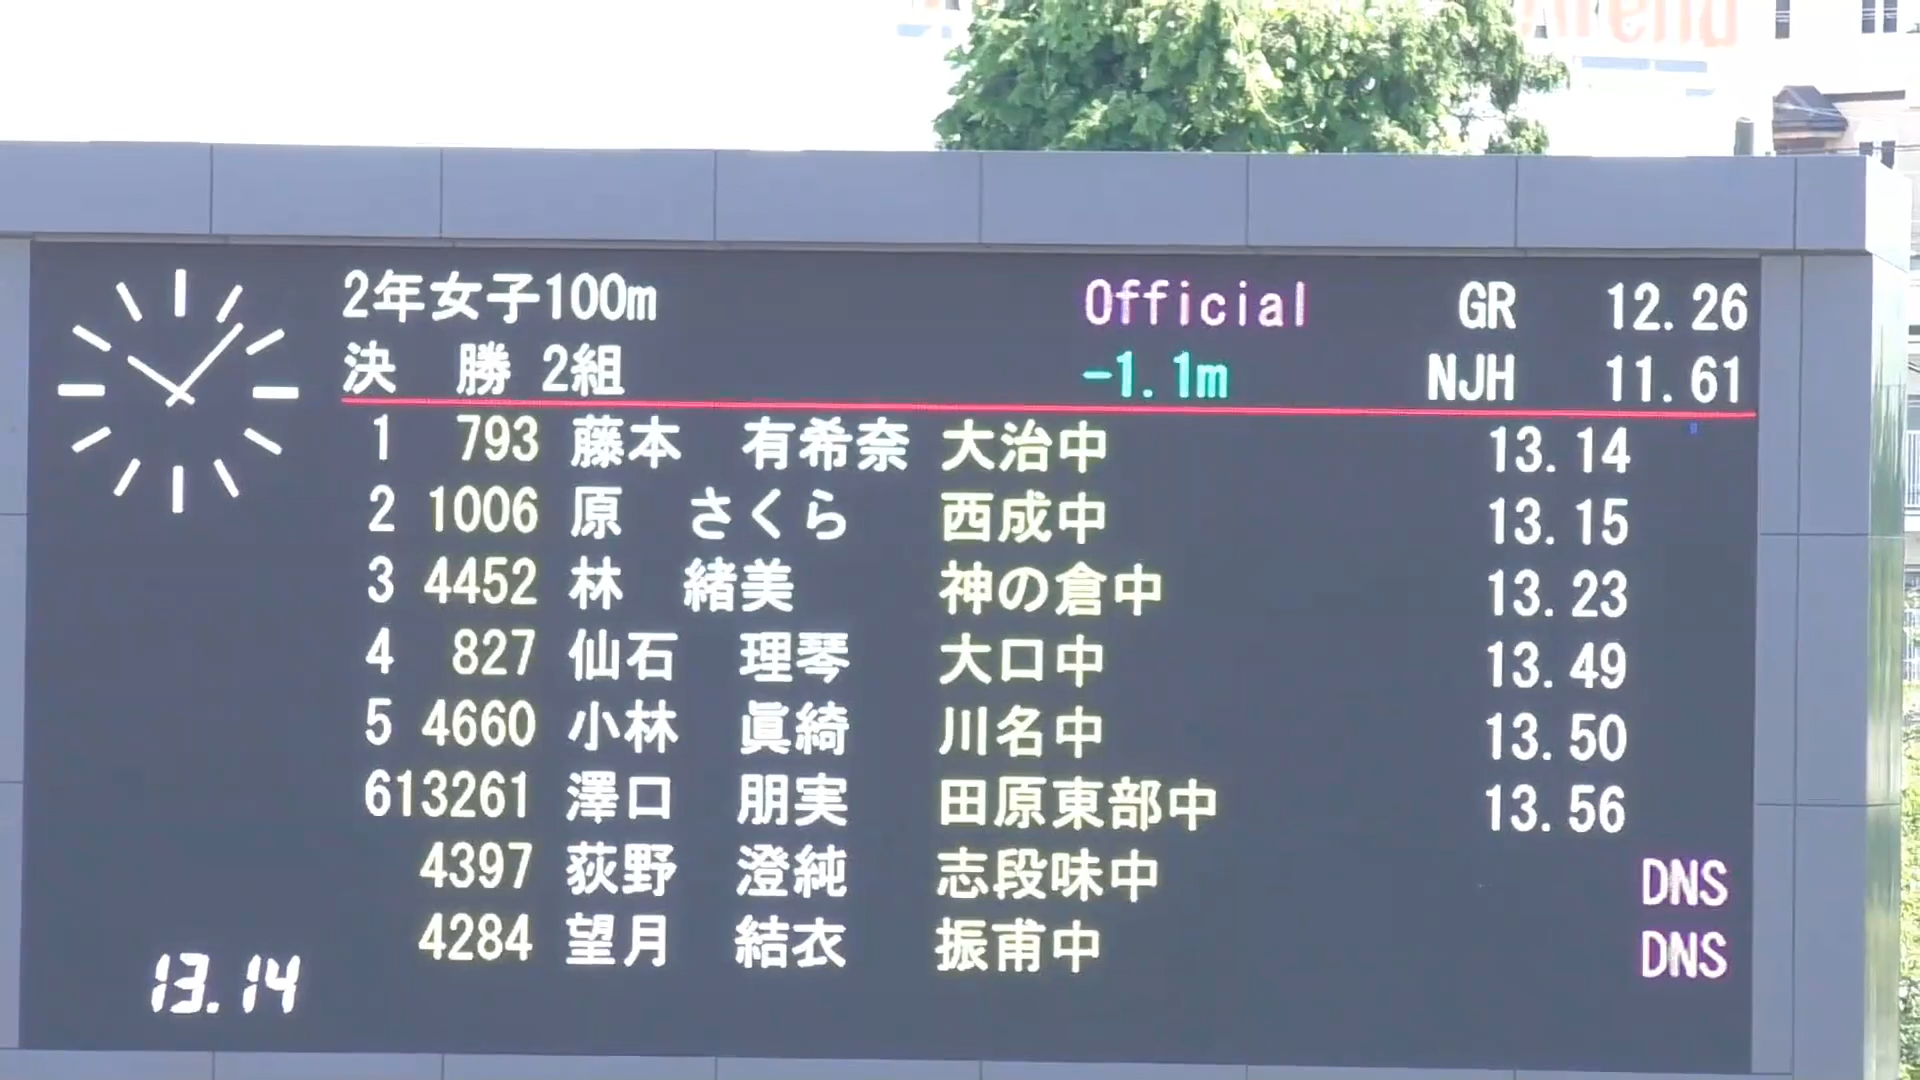 2年女子100m Official GR 12.26
決 勝 2組 -1.1m NJH 11.61
1 793 藤本 有希奈 大治中 13.14
2 1006 原 さくら 西成中 13.15
3 4452 林 緒美 神の倉中 13.23
4 827 仙石 理琴 大口中 13.49
5 4660 小林 眞綺 川名中 13.50
613261 澤口 朋実 田原東部中 13.56
4397 荻野 澄純 志段味中 DNS
4284 望月 結衣 振甫中 DNS
13.14